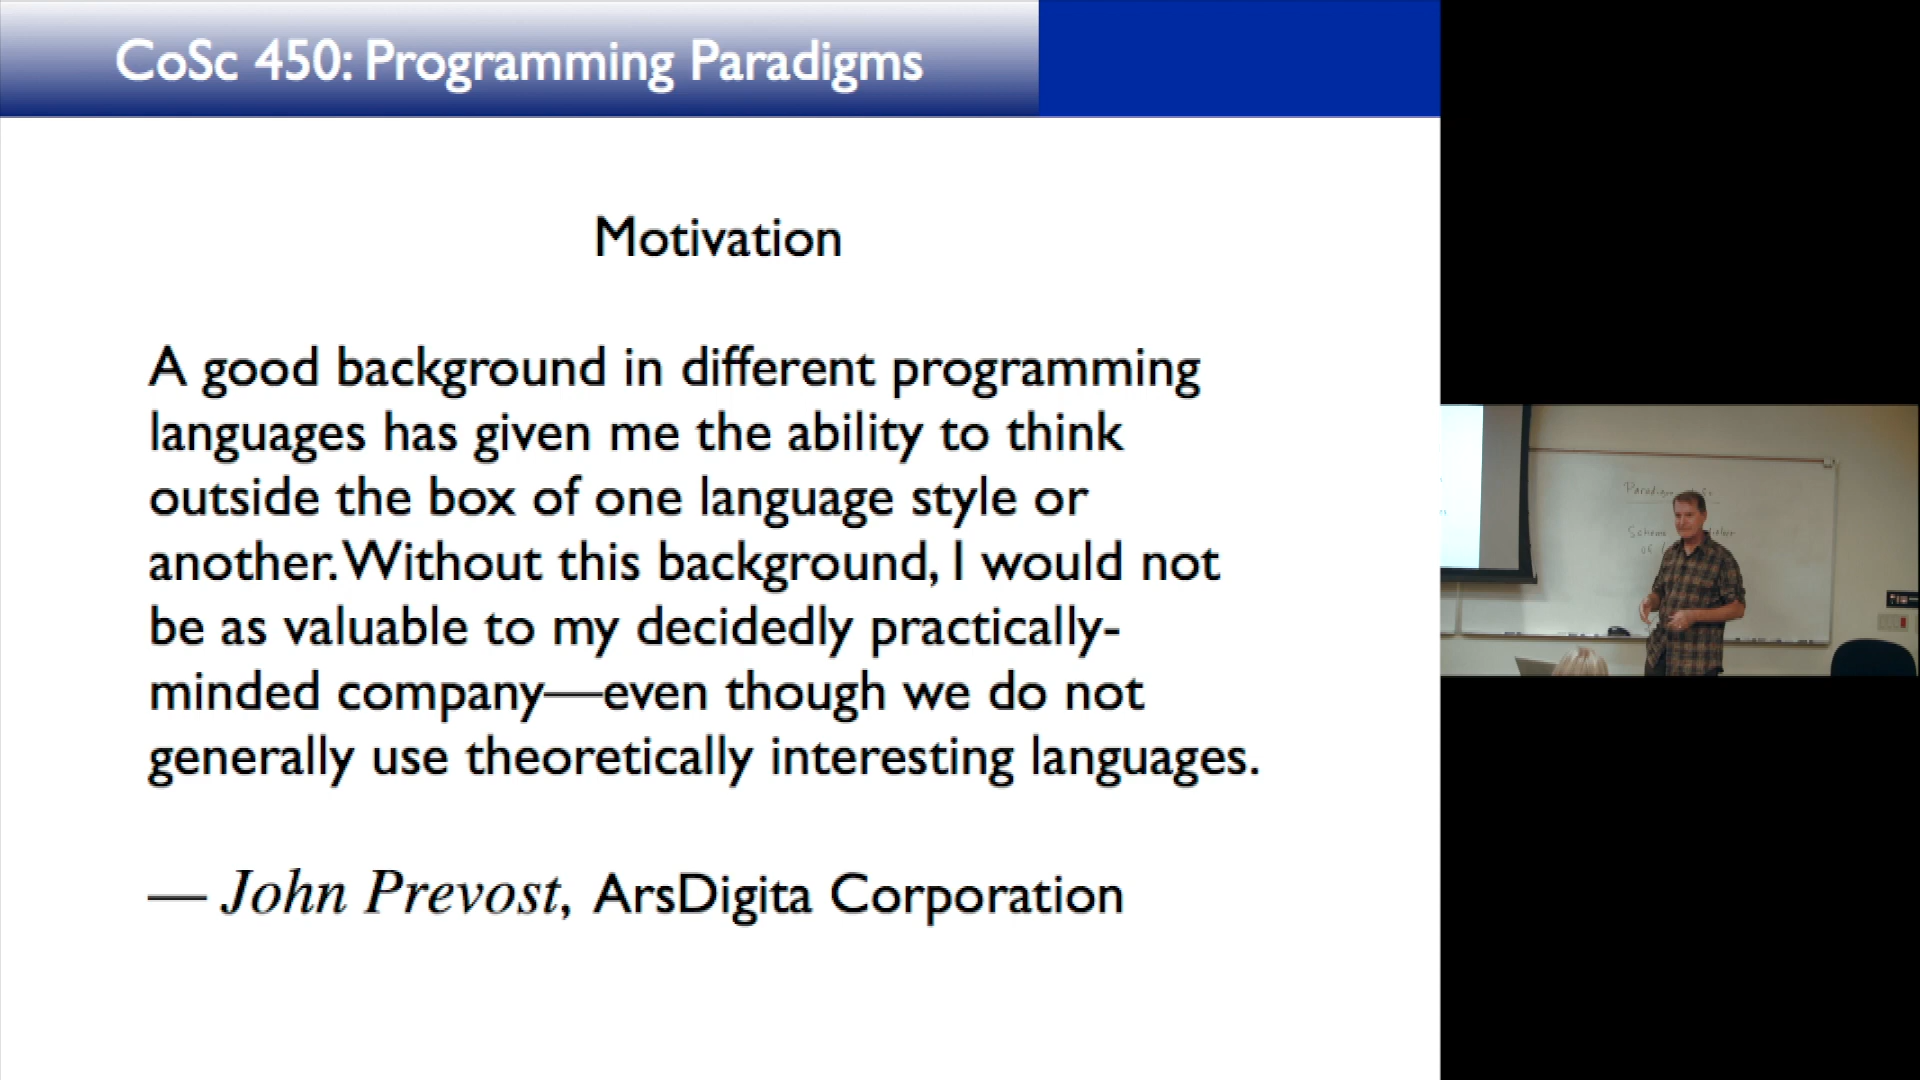 CoSc 450: Programming Paradigms
Motivation
A good background in different programming
languages has given me the ability to think
outside the box of one language style or
another. Without this background, I would not
be as valuable to my decidedly practically-
minded company—even though we do not
generally use theoretically interesting languages.
— John Prevost, ArsDigita Corporation
Scheme
of